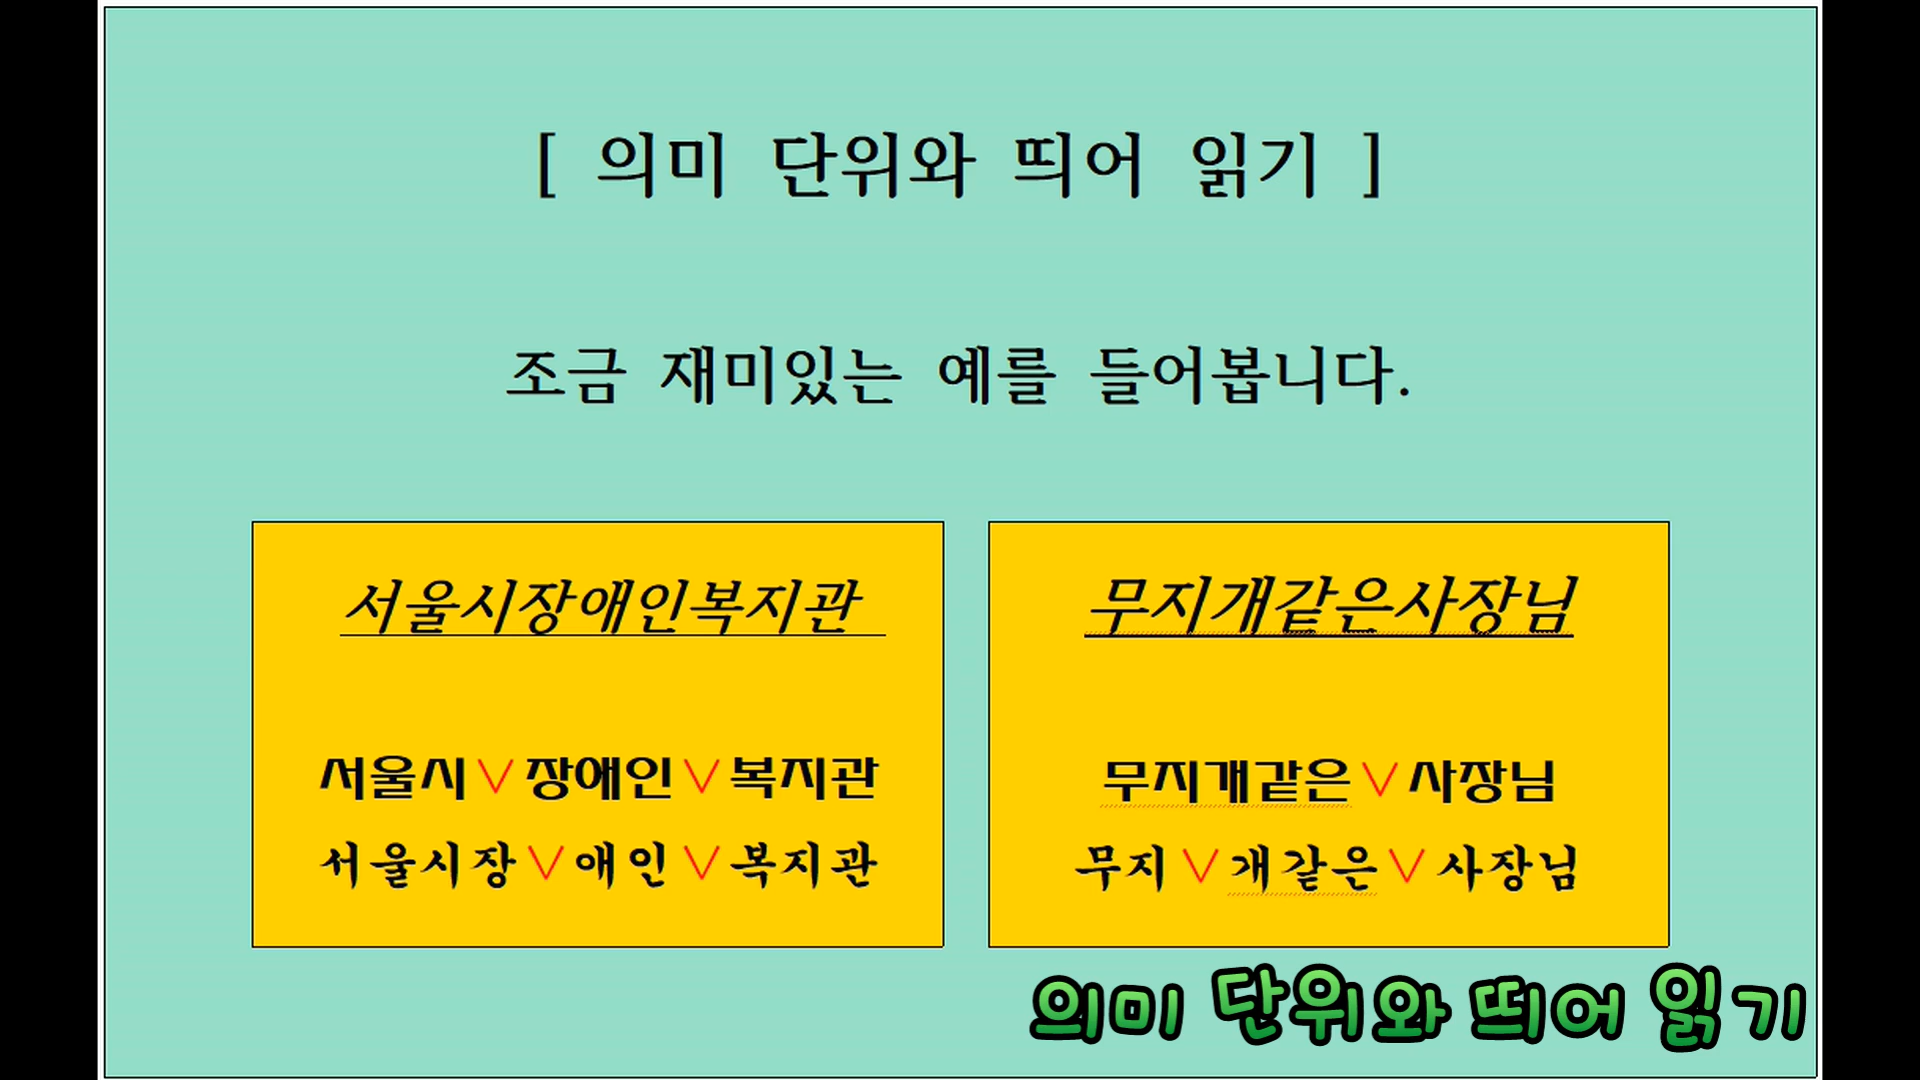 [ 의미 단위와 띄어 읽기 ]
조금 재미있는 예를 들어봅니다.
서울시장애인복지관
서울시∨장애인∨복지관
서울시장∨애인∨복지관
무지개같은사장님
무지개같은∨사장님
무지∨개같은∨사장님
의미 단위와 띄어 읽기